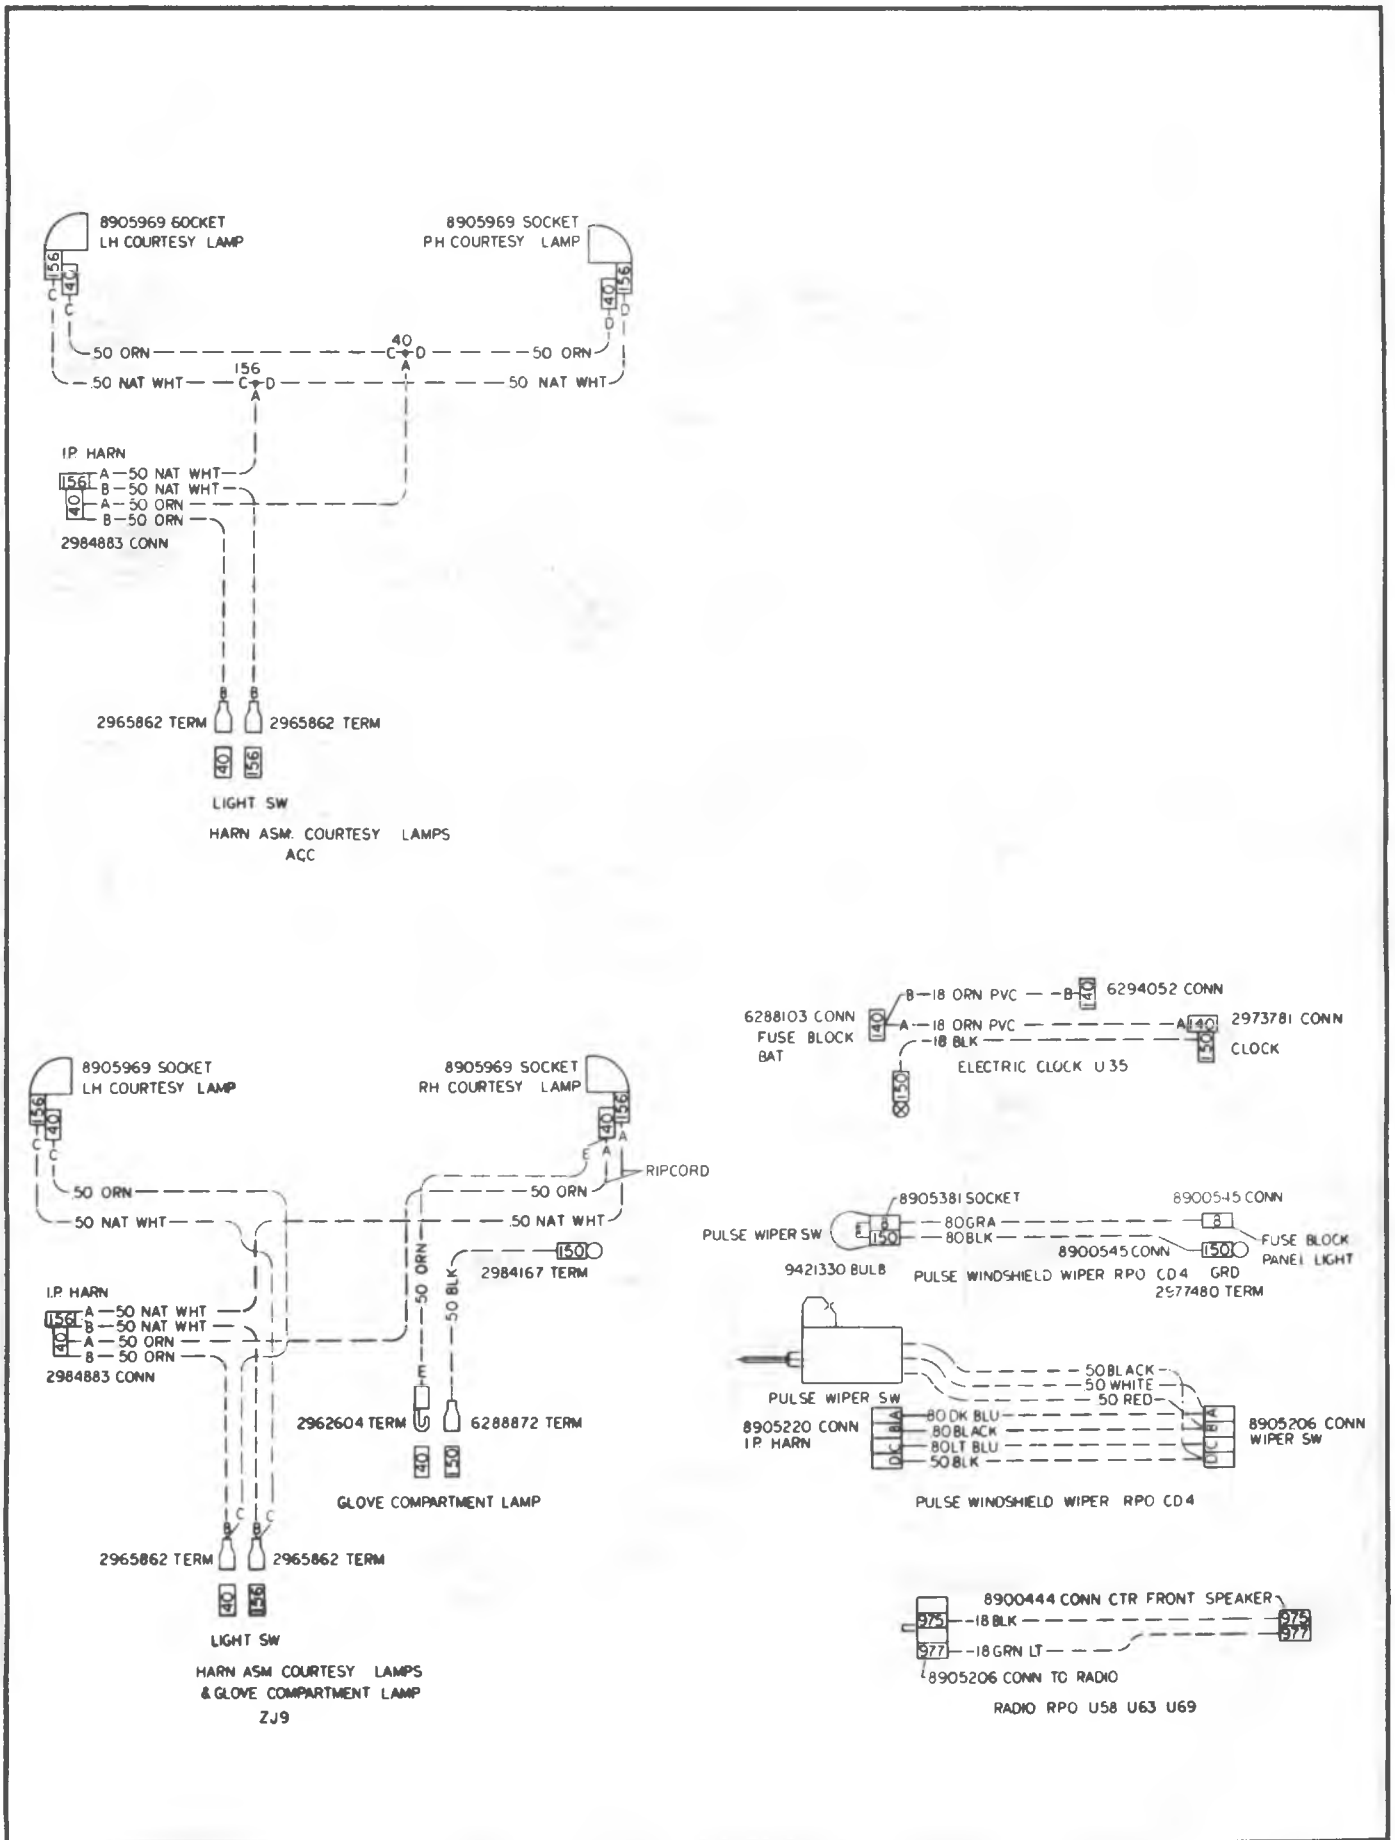 8905969 SOCKET
LH COURTESY LAMP
8905969 SOCKET
PH COURTESY LAMP
156
40
40
156
C
C
D
D
50 ORN
40
C D
50 ORN
A
50 NAT WHT
156
C D
50 NAT WHT
A
I.P. HARN
156
A 50 NAT WHT
B 50 NAT WHT
40
A 50 ORN
B 50 ORN
2984883 CONN
B
B
2965862 TERM
2965862 TERM
40
156
LIGHT SW
HARN ASM. COURTESY LAMPS
ACC
8905969 SOCKET
LH COURTESY LAMP
8905969 SOCKET
RH COURTESY LAMP
156
40
40
156
C
C
E
A
A
RIPCORD
50 ORN
50 ORN
50 NAT WHT
50 NAT WHT
50 ORN
50 BLK
150
2984167 TERM
I.P. HARN
156
A 50 NAT WHT
B 50 NAT WHT
40
A 50 ORN
B 50 ORN
2984883 CONN
E
2962604 TERM
6288872 TERM
40
150
GLOVE COMPARTMENT LAMP
B
C
B
C
2965862 TERM
2965862 TERM
40
156
LIGHT SW
HARN ASM COURTESY LAMPS
& GLOVE COMPARTMENT LAMP
ZJ9
6288103 CONN
FUSE BLOCK
BAT
140
B-18 ORN PVC
B
140
6294052 CONN
A-18 ORN PVC
A
140
2973781 CONN
18 BLK
150
CLOCK
150
ELECTRIC CLOCK U35
8905381 SOCKET
8900545 CONN
PULSE WIPER SW
8
150
80GRA
80BLK
8
FUSE BLOCK
PANEL LIGHT
8900545 CONN
150
9421330 BULB
PULSE WINDSHIELD WIPER RPO CD4
GRD
2977480 TERM
PULSE WIPER SW
50 BLACK
50 WHITE
50 RED
8905220 CONN
I.P. HARN
A
B
C
D
80 DK BLU
.80 BLACK
80 LT BLU
50 BLK
A
B
C
D
8905206 CONN
WIPER SW
PULSE WINDSHIELD WIPER RPO CD4
8900444 CONN CTR FRONT SPEAKER
975
18 BLK
975
977
977
18 GRN LT
8905206 CONN TO RADIO
RADIO RPO U58 U63 U69